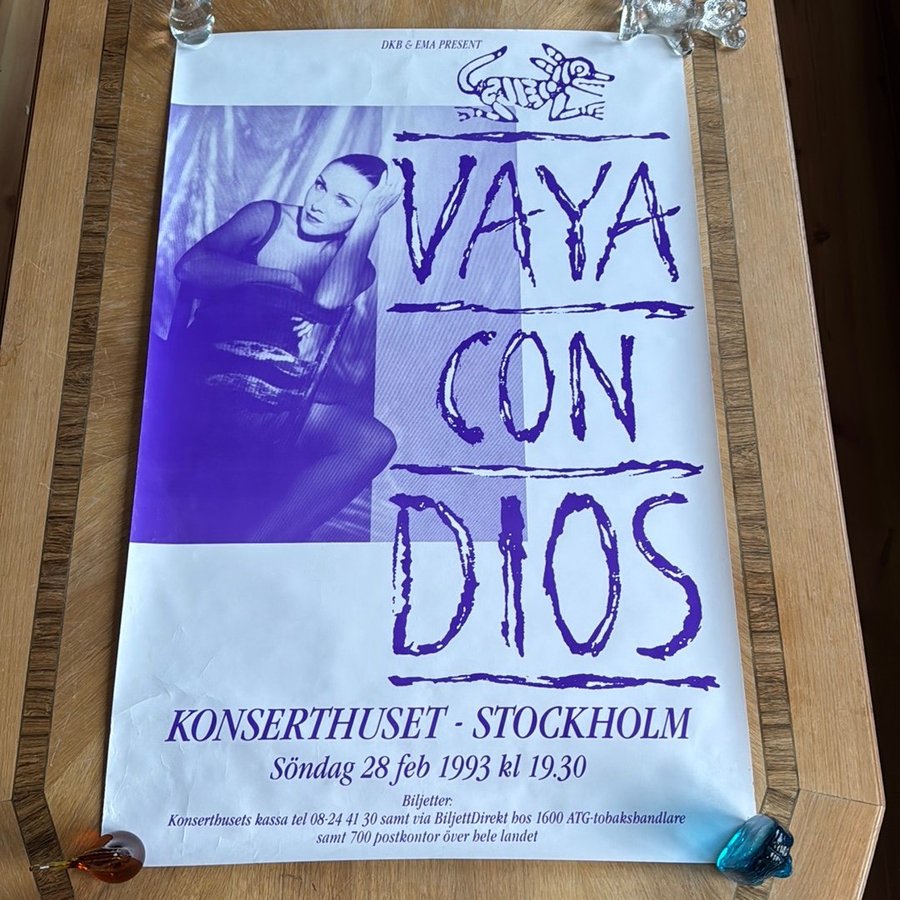 DKB & EMA PRESENT
VAYA
CON
DIOS
KONSERTHUSET - STOCKHOLM
Söndag 28 feb 1993 kl 19.30
Biljetter:
Konserthusets kassa tel 08-24 41 30 samt via BiljettDirekt hos 1600 ATG-tobakshandlare
samt 700 postkontor över hele landet